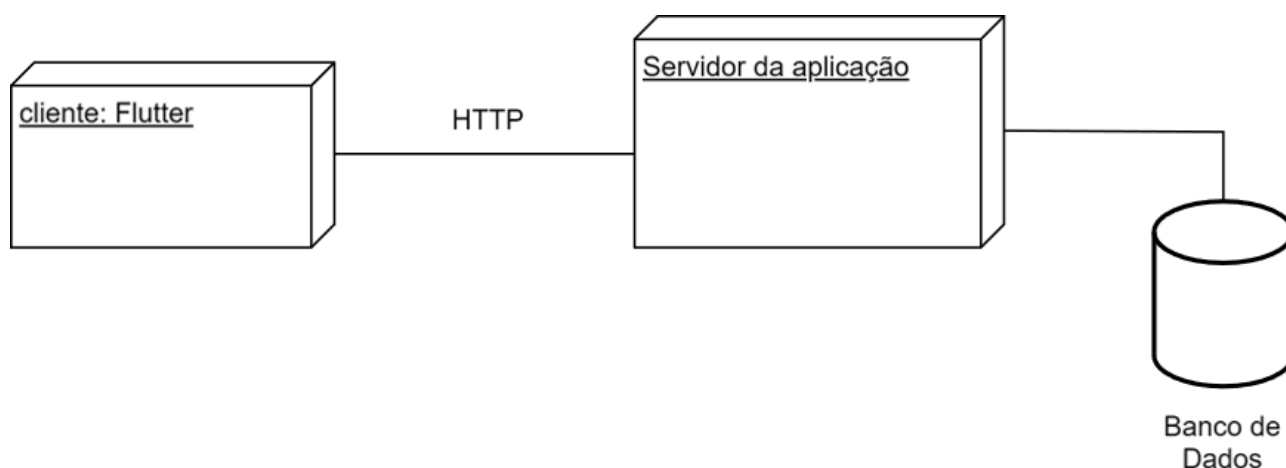 cliente: Flutter
HTTP
Servidor da aplicação
Banco de
Dados